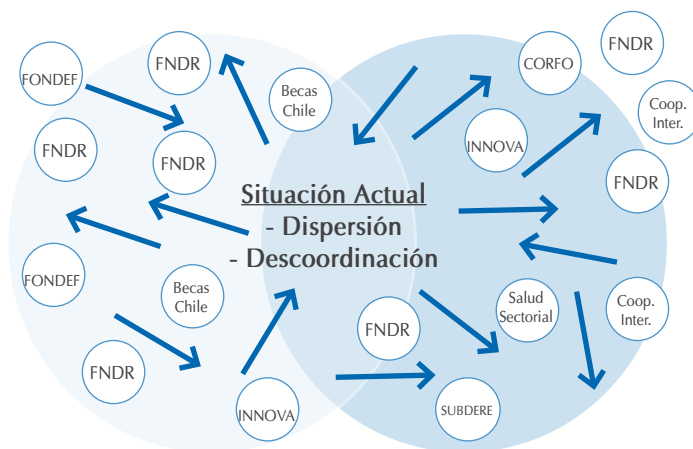 FNDR
FNDR
CORFO
FONDEF
Becas
Chile
Coop.
Inter.
FNDR
INNOVA
FNDR
FNDR
Situación Actual
- Dispersión
- Descoordinación
FONDEF
Becas
Chile
Salud
Sectorial
Coop.
Inter.
FNDR
FNDR
INNOVA
SUBDERE